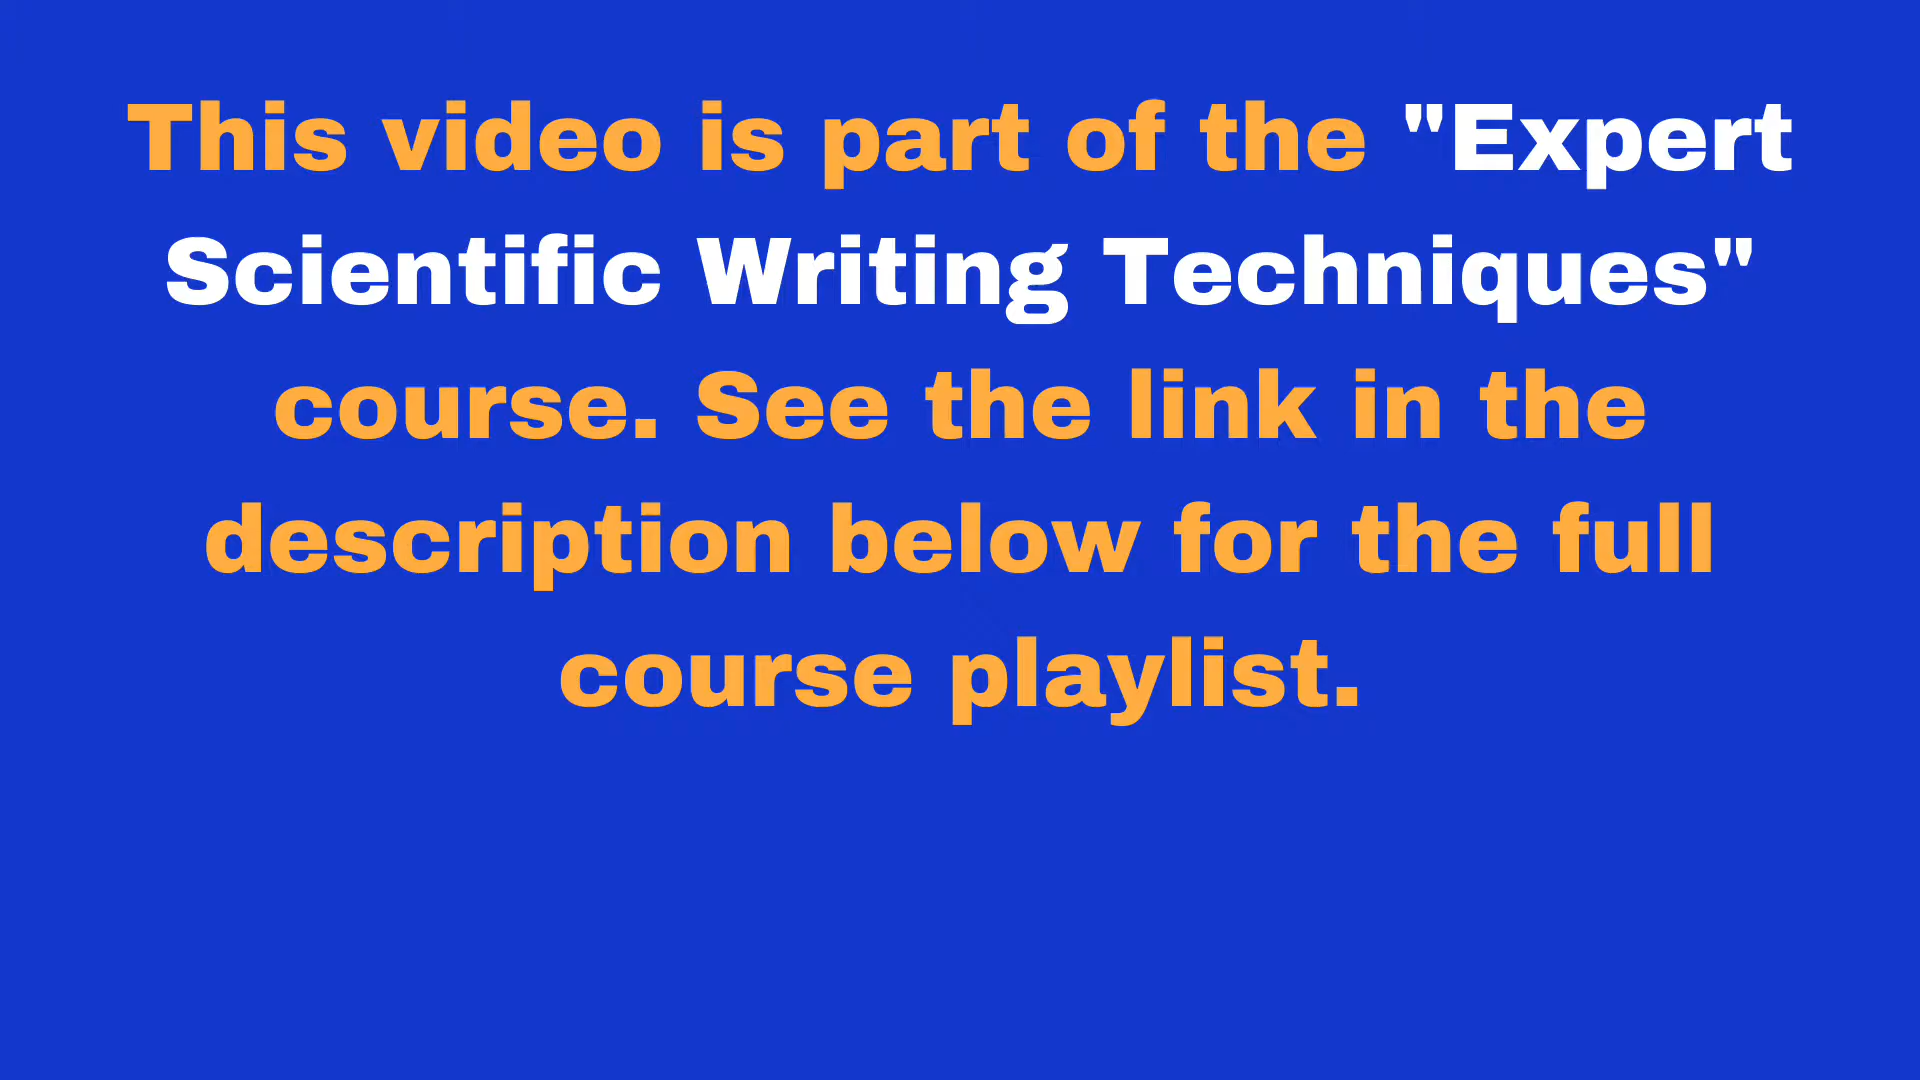 This video is part of the "Expert
Scientific Writing Techniques"
course. See the link in the
description below for the full
course playlist.